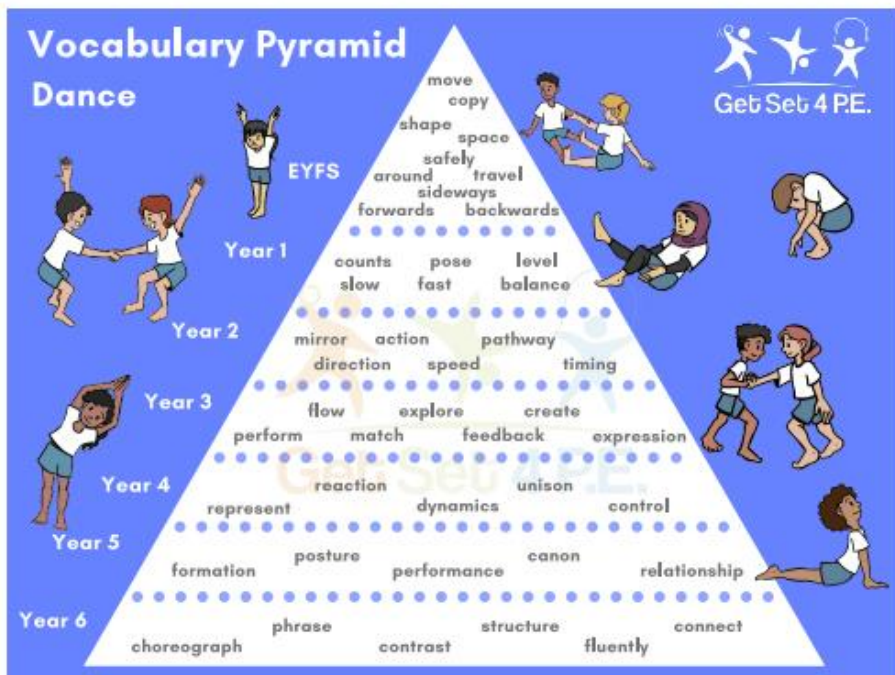 Vocabulary Pyramid
Dance
Get Set 4 P.E.
EYFS
move
copy
shape
space
safely
around travel
sideways
forwards backwards
Year 1
counts pose level
slow fast balance
Year 2
mirror action pathway
direction speed timing
Year 3
flow explore create
perform match feedback expression
Get Set 4 P.E.
Year 4
reaction unison
represent dynamics control
Year 5
posture canon
formation performance relationship
Year 6
phrase structure connect
choreograph contrast fluently